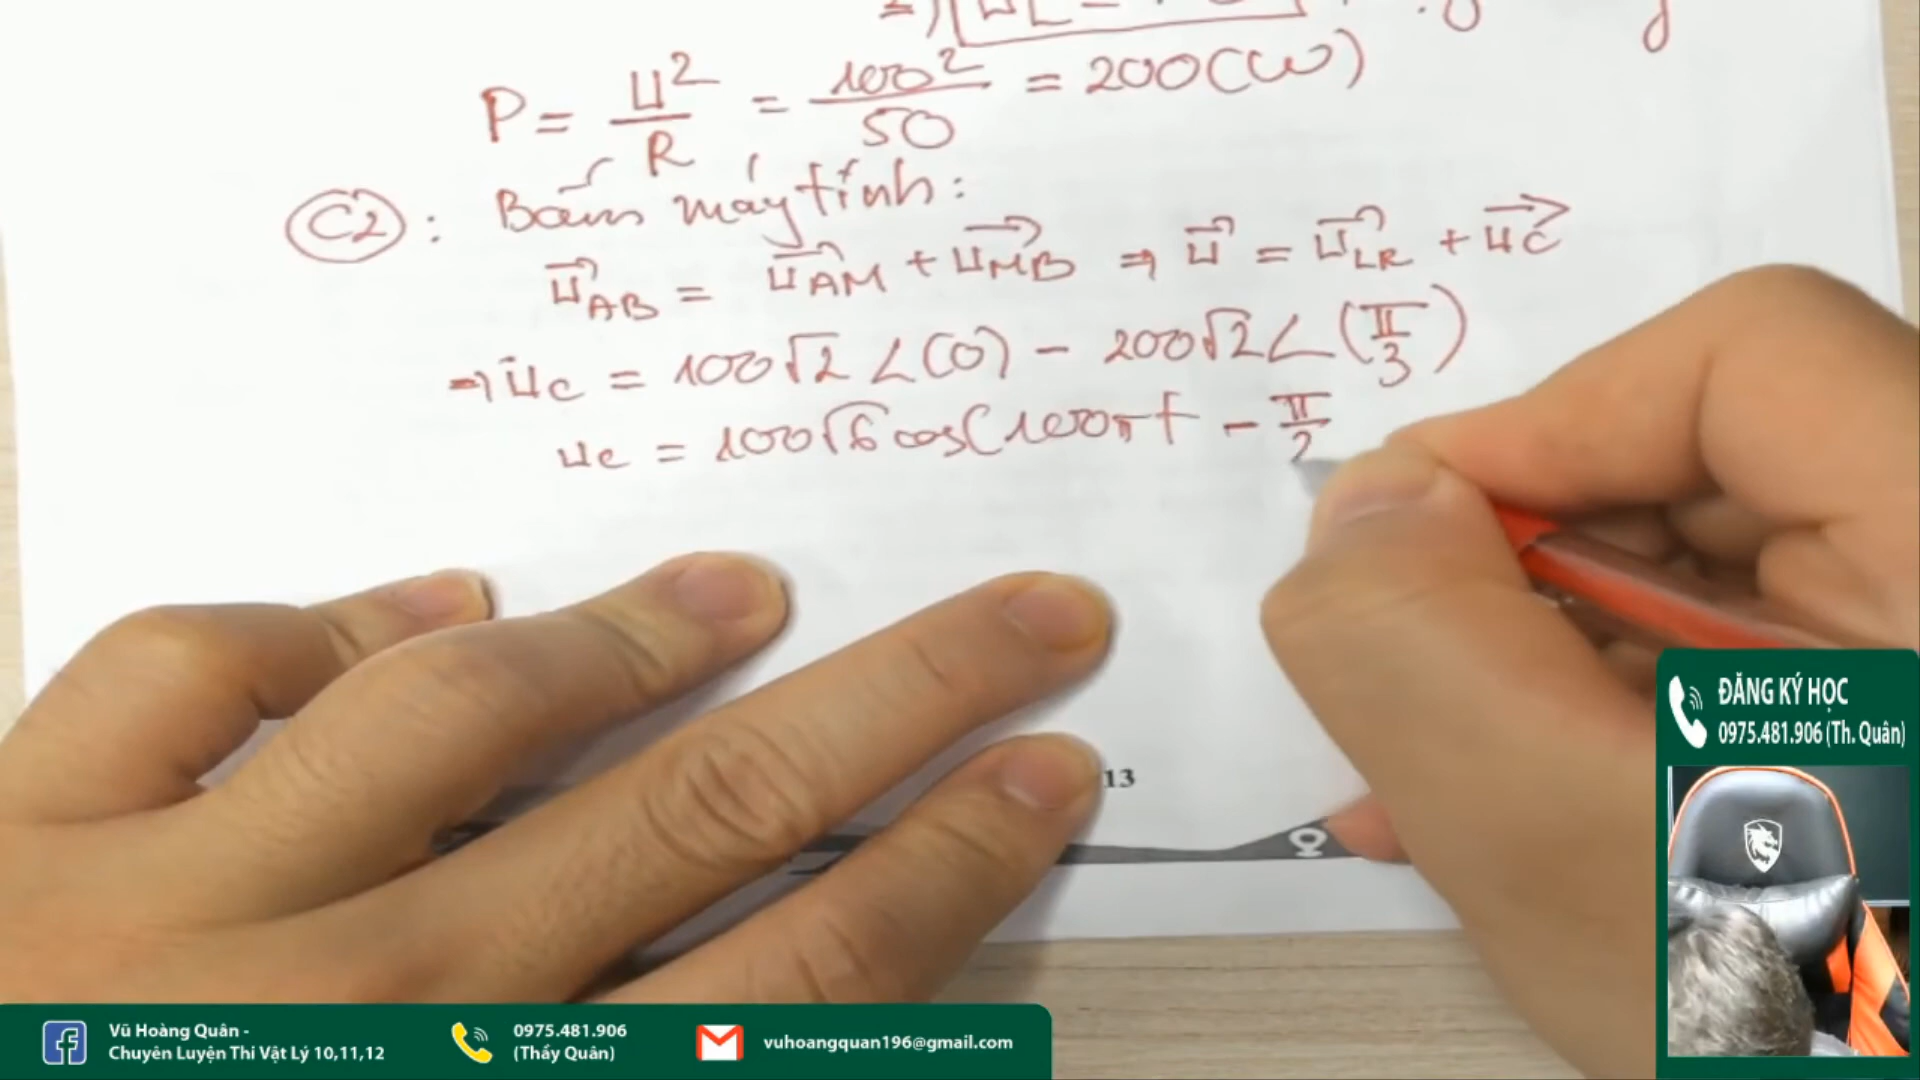 P = U²/R = 100²/50 = 200(W)
C2 : Bấm máy tính:
U⃗AB = U⃗AM + U⃗MB ⇒ U⃗ = U⃗LR + U⃗C
⇒ uC = 100√2 ∠(0) − 200√2 ∠(π/3)
uC = 100√6 cos(100πt − π/2
13
ĐĂNG KÝ HỌC
0975.481.906 (Th. Quân)
Vũ Hoàng Quân -
Chuyên Luyện Thi Vật Lý 10,11,12
0975.481.906
(Thầy Quân)
vuhoangquan196@gmail.com